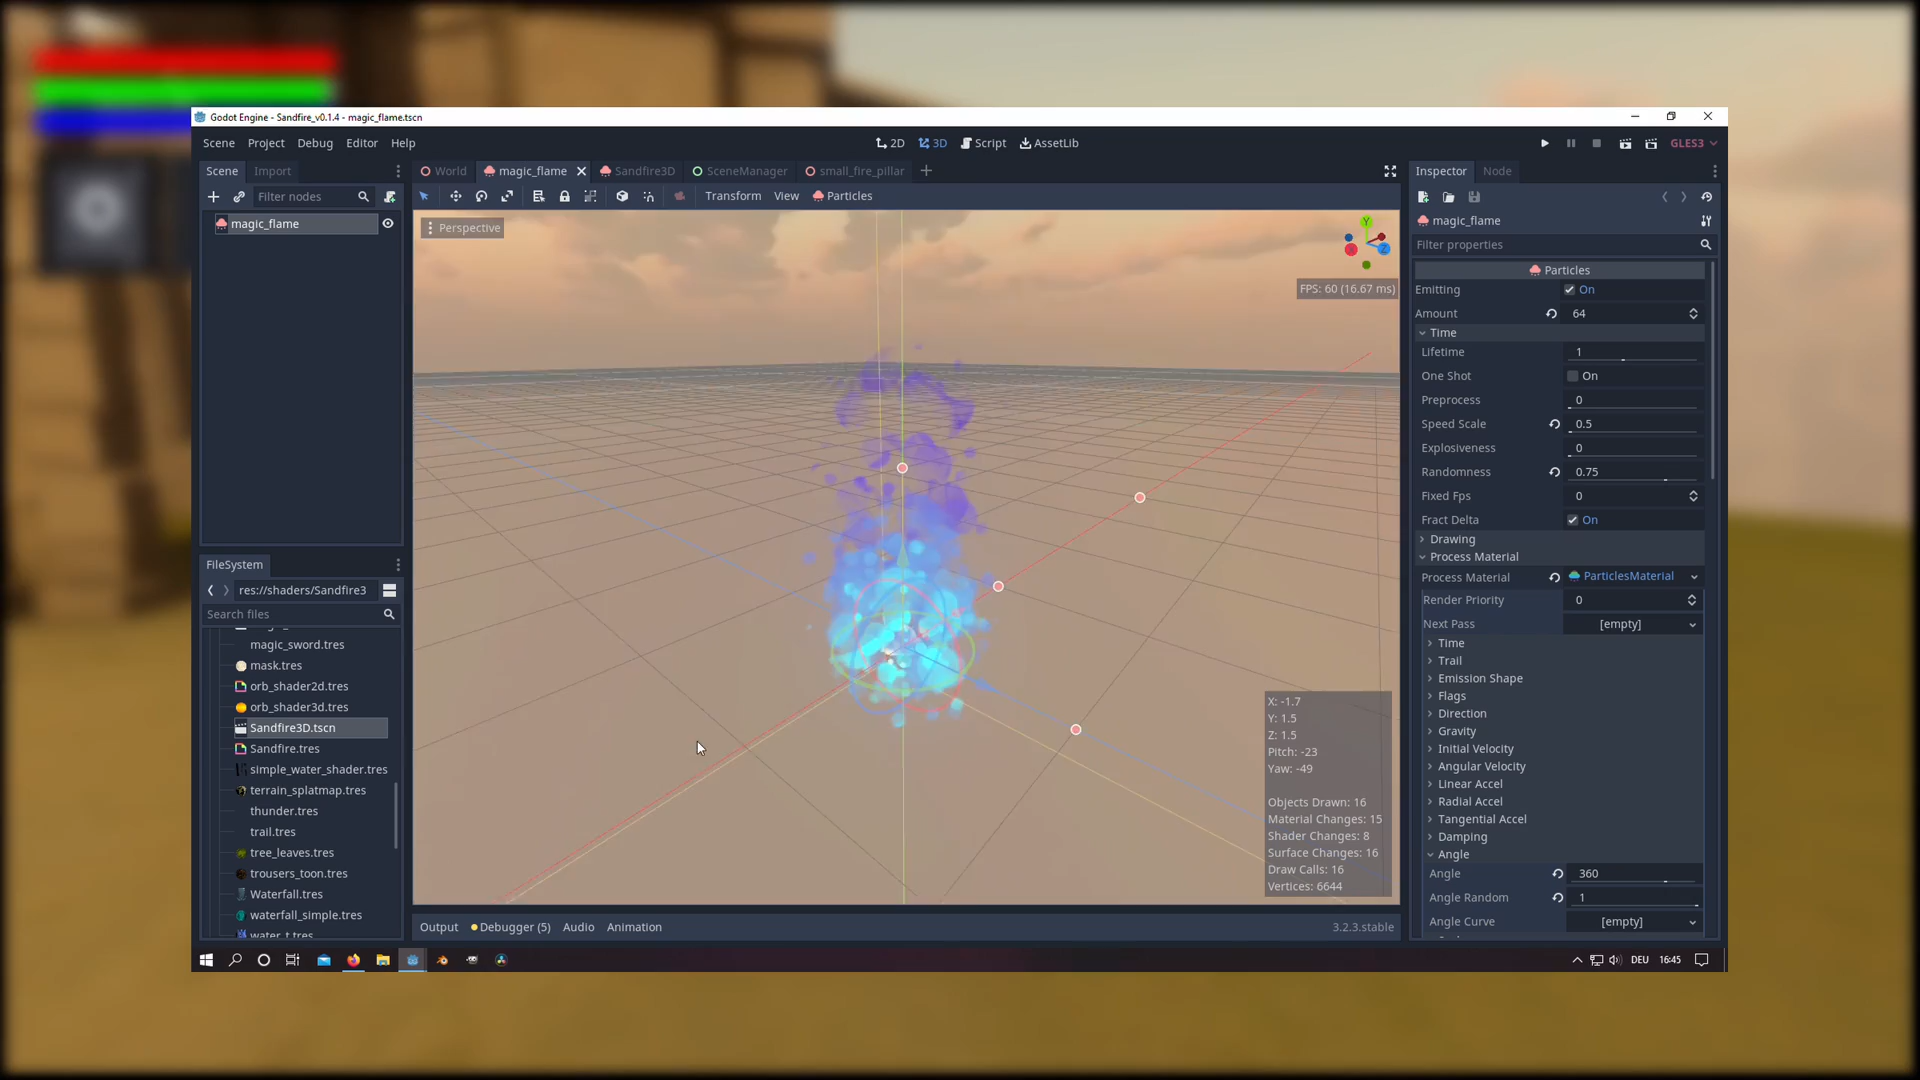 Godot Engine - Sandfire_v0.1.4 - magic_flame.tscn
Scene Project Debug Editor Help
2D 3D Script AssetLib
GLES3
Scene Import
World magic_flame Sandfire3D SceneManager small_fire_pillar
Inspector Node
Filter nodes
Transform View Particles
magic_flame
magic_flame
Perspective
Filter properties
FPS: 60 (16.67 ms)
Particles
Emitting On
Amount 64
Time
Lifetime 1
One Shot On
Preprocess 0
Speed Scale 0.5
Explosiveness 0
Randomness 0.75
Fixed Fps 0
Fract Delta On
Drawing
Process Material
Process Material ParticlesMaterial
Render Priority 0
Next Pass [empty]
Time
Trail
Emission Shape
Flags
Direction
Gravity
Initial Velocity
Angular Velocity
Linear Accel
Radial Accel
Tangential Accel
Damping
Angle
Angle 360
Angle Random 1
Angle Curve [empty]
FileSystem
res://shaders/Sandfire3
Search files
magic_sword.tres
mask.tres
orb_shader2d.tres
orb_shader3d.tres
Sandfire3D.tscn
Sandfire.tres
simple_water_shader.tres
terrain_splatmap.tres
thunder.tres
trail.tres
tree_leaves.tres
trousers_toon.tres
Waterfall.tres
waterfall_simple.tres
water_t.tres
X: -1.7
Y: 1.5
Z: 1.5
Pitch: -23
Yaw: -49
Objects Drawn: 16
Material Changes: 15
Shader Changes: 8
Surface Changes: 16
Draw Calls: 16
Vertices: 6644
Output Debugger (5) Audio Animation
3.2.3.stable
DEU 16:45